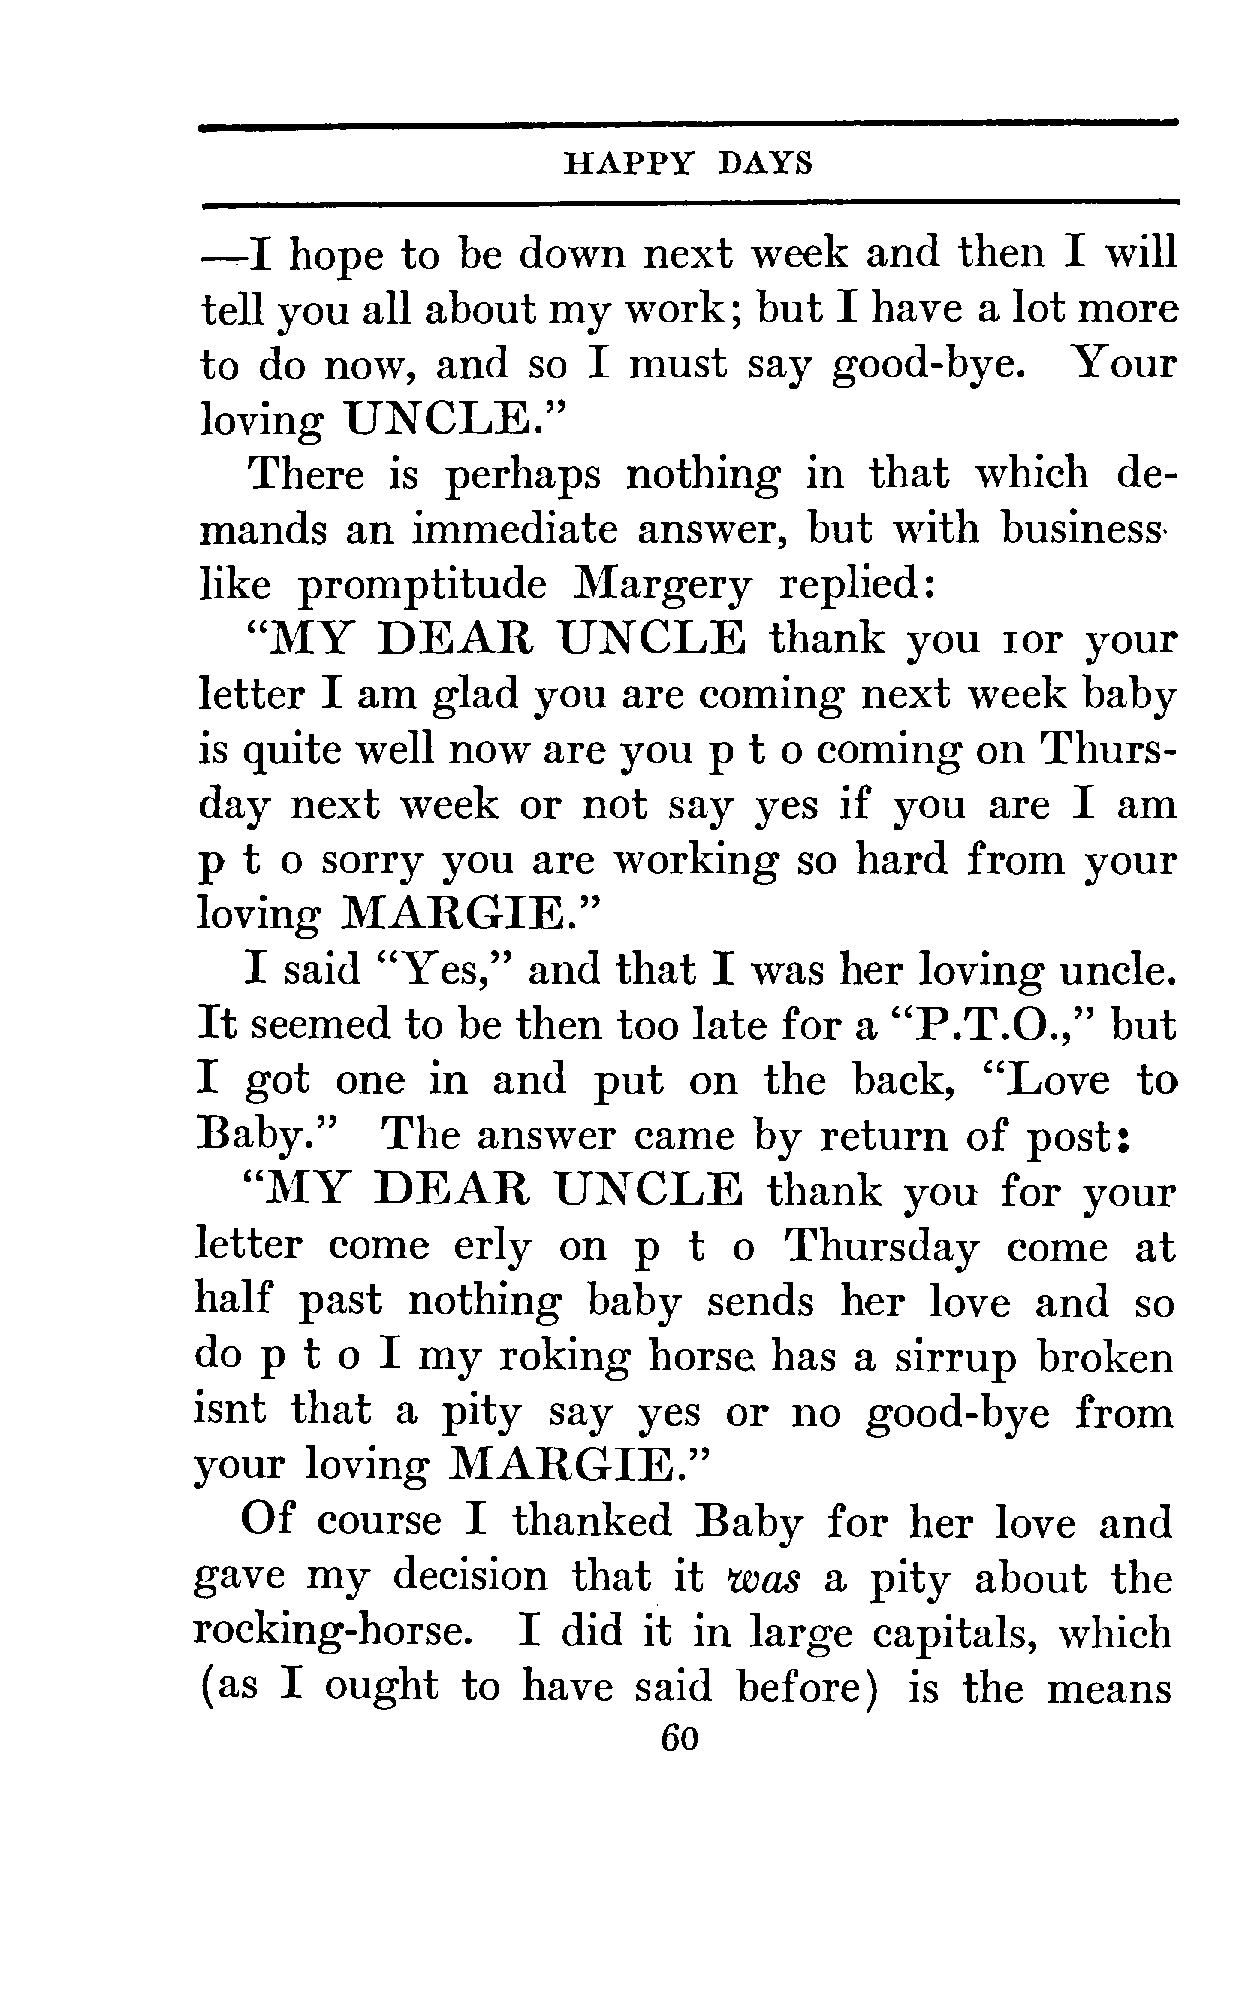 HAPPY DAYS
—I hope to be down next week and then I will
tell you all about my work; but I have a lot more
to do now, and so I must say good-bye. Your
loving UNCLE."
There is perhaps nothing in that which de-
mands an immediate answer, but with business-
like promptitude Margery replied:
"MY DEAR UNCLE thank you for your
letter I am glad you are coming next week baby
is quite well now are you p t o coming on Thurs-
day next week or not say yes if you are I am
p t o sorry you are working so hard from your
loving MARGIE."
I said "Yes," and that I was her loving uncle.
It seemed to be then too late for a "P.T.O.," but
I got one in and put on the back, "Love to
Baby." The answer came by return of post:
"MY DEAR UNCLE thank you for your
letter come erly on p t o Thursday come at
half past nothing baby sends her love and so
do p t o I my roking horse has a sirrup broken
isnt that a pity say yes or no good-bye from
your loving MARGIE."
Of course I thanked Baby for her love and
gave my decision that it was a pity about the
rocking-horse. I did it in large capitals, which
(as I ought to have said before) is the means
60